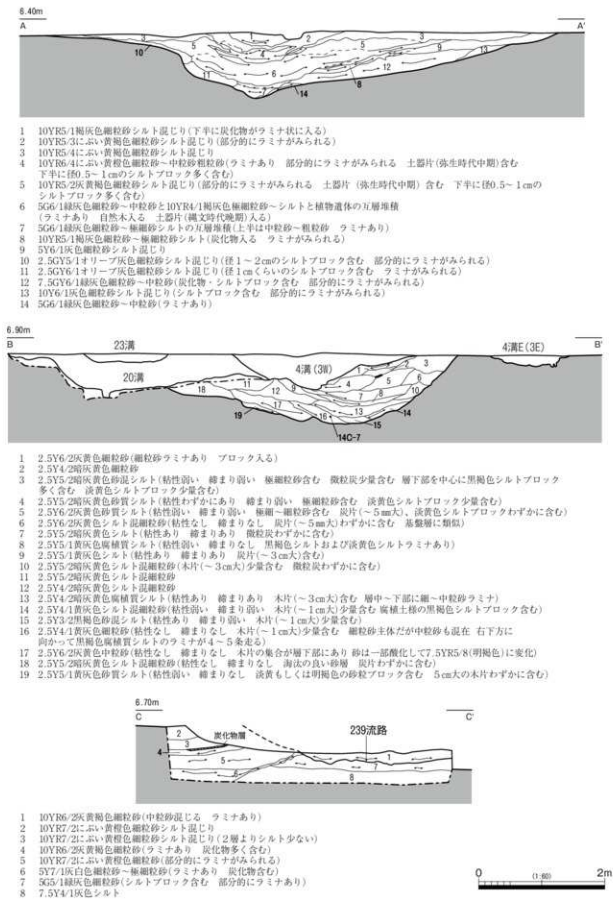 6.40m
A
A'
1
2
3
3
4
5
5
6
9
10
11
12
13
14
8
1 10YR5/1褐灰色細粒砂シルト混じり(下半に炭化物がラミナ状に入る)
2 10YR5/3にぶい黄褐色細粒砂シルト混じり(部分的にラミナがみられる)
3 10YR5/4にぶい黄褐色細粒砂シルト混じり
4 10YR6/4にぶい黄橙色細粒砂~中粒砂粗粒砂(ラミナあり 部分的にラミナがみられる 土器片(弥生時代中期)含む
下半に径0.5~1cmのシルトブロック多く含む)
5 10YR5/2灰黄褐色細粒砂シルト混じり(部分的にラミナがみられる 土器片(弥生時代中期)含む 下半に径0.5~1cmの
シルトブロック多く含む)
6 5G6/1緑灰色細粒砂~中粒砂と10YR4/1褐灰色極細粒砂~シルトと植物遺体の互層堆積
(ラミナあり 自然木入る 土器片(縄文時代晩期)入る)
7 5G6/1緑灰色細粒砂~極細粒砂シルトの互層堆積(上半は中粒砂~粗粒砂 ラミナあり)
8 10YR5/1褐灰色細粒砂~極細粒砂シルト(炭化物入る ラミナがみられる)
9 5Y6/1灰色細粒砂シルト混じり
10 2.5GY5/1オリーブ灰色細粒砂シルト混じり(径1~2cmのシルトブロック含む 部分的にラミナがみられる)
11 2.5GY6/1オリーブ灰色細粒砂シルト混じり(径1cmくらいのシルトブロック含む ラミナがみられる)
12 7.5GY6/1緑灰色細粒砂~中粒砂(炭化物・シルトブロック含む 部分的にラミナがみられる)
13 10Y6/1灰色細粒砂シルト混じり(シルトブロック含む 部分的にラミナがみられる)
14 5G6/1緑灰色細粒砂~中粒砂(ラミナあり)
6.90m
B
B'
23溝
20溝
4溝(3W)
4溝E(3E)
14C-7
1 2.5Y6/2灰黄色細粒砂(細粒砂ラミナあり ブロック入る)
2 2.5Y4/2暗灰黄色細粒砂
3 2.5Y5/2暗灰黄色砂混シルト(粘性弱い 締まり弱い 極細粒砂含む 微粒炭少量含む 層下部を中心に黒褐色シルトブロック
多く含む 淡黄色シルトブロック少量含む)
4 2.5Y5/2暗灰黄色砂質シルト(粘性わずかにあり 締まり弱い 極細粒砂含む 淡黄色シルトブロック少量含む)
5 2.5Y6/2灰黄色砂質シルト(粘性弱い 締まり弱い 極細~細粒砂含む 炭片(~5mm大)、淡黄色シルトブロックわずかに含む)
6 2.5Y6/2灰黄色シルト混細粒砂(粘性なし 締まりなし 炭片(~5mm大)わずかに含む 基盤層に類似)
7 2.5Y5/2暗灰黄色シルト(粘性あり 締まりあり 微粒炭わずかに含む)
8 2.5Y5/1黄灰色腐植質シルト(粘性弱い 締まりなし 黒褐色シルトおよび淡黄色シルトラミナあり)
9 2.5Y5/1黄灰色シルト(粘性あり 締まりあり 炭片(~3cm大)含む)
10 2.5Y5/2暗灰黄色シルト混細粒砂(木片(~3cm大)少量含む 微粒炭わずかに含む)
11 2.5Y5/2暗灰黄色シルト混細粒砂
12 2.5Y4/2暗灰黄色シルト混細粒砂
13 2.5Y4/2暗灰黄色腐植質シルト(粘性あり 締まりあり 木片(~3cm大)含む 層中~下部に細~中粒砂ラミナ)
14 2.5Y4/1黄灰色シルト混細粒砂(粘性弱い 締まり弱い 木片(~1cm大)少量含む 腐植土様の黒褐色シルトブロック含む)
15 2.5Y3/2黒褐色砂混シルト(粘性あり 締まり弱い 木片(~1cm大)少量含む)
16 2.5Y4/1黄灰色細粒砂(粘性なし 締まりなし 木片(~1cm大)少量含む 細粒砂主体だが中粒砂も混在 右下方に
向かって黒褐色腐植質シルトのラミナが4~5条走る)
17 2.5Y6/2灰黄色中粒砂(粘性なし 締まりなし 木片の集合が層下部にあり 砂は一部酸化して7.5YR5/8(明褐色)に変化)
18 2.5Y5/2暗灰黄色シルト混細粒砂(粘性なし 締まりなし 淘汰の良い砂層 炭片わずかに含む)
19 2.5Y5/1黄灰色砂質シルト(粘性弱い 締まり弱い 淡黄もしくは明褐色の砂粒ブロック含む 5cm大の木片わずかに含む)
6.70m
C
C'
炭化物層
239流路
1
2
3
4
5
6
7
8
1 10YR6/2灰黄褐色細粒砂(中粒砂混じる ラミナあり)
2 10YR7/2にぶい黄橙色細粒砂シルト混じり
3 10YR7/2にぶい黄橙色細粒砂シルト混じり(2層よりシルト少ない)
4 10YR6/2灰黄褐色細粒砂(ラミナあり 炭化物多く含む)
5 10YR7/2にぶい黄橙色細粒砂(部分的にラミナがみられる)
6 5Y7/1灰白色細粒砂~極細粒砂(ラミナあり 炭化物含む)
7 5G5/1緑灰色細粒砂(シルトブロック含む 部分的にラミナあり)
8 7.5Y4/1灰色シルト
0
(1:60)
2m